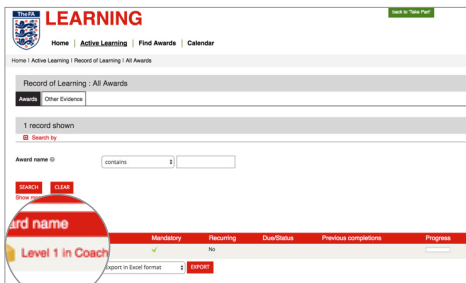 TheFA
LEARNING
back to 'Take Part'
Home | Active Learning | Find Awards | Calendar
Home | Active Learning | Record of Learning | All Awards
Record of Learning : All Awards
Awards Other Evidence
1 record shown
Search by
Award name contains
SEARCH CLEAR
Show mo
ard name Mandatory Recurring Due/Status Previous completions Progress
Level 1 in Coach No
Export in Excel format EXPORT